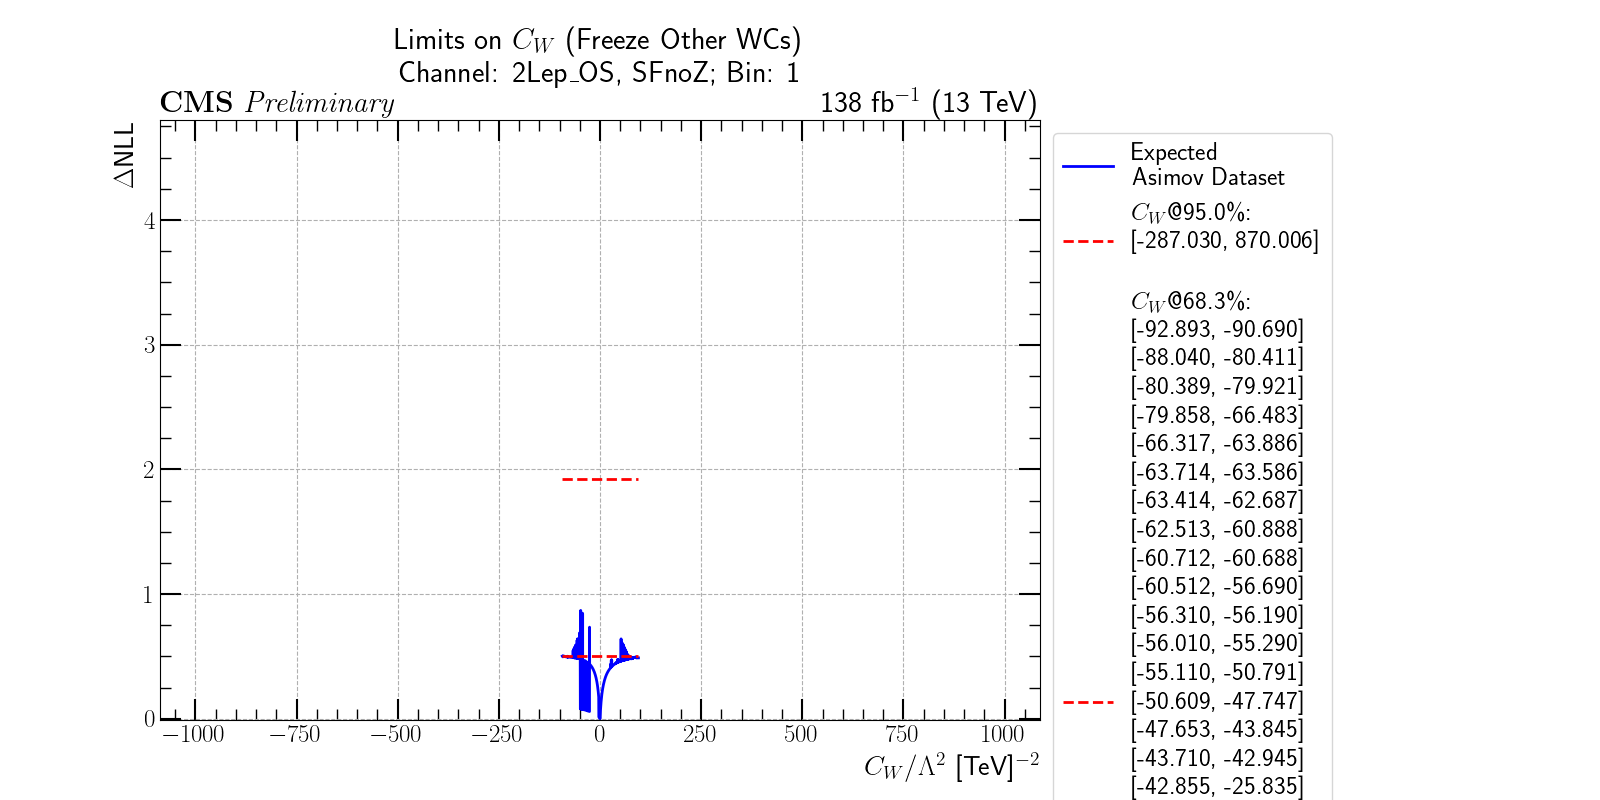 Limits on C_W (Freeze Other WCs)
Channel: 2Lep_OS, SFnoZ; Bin: 1
CMS Preliminary
138 fb⁻¹ (13 TeV)
ΔNLL
4
3
2
1
0
−1000 −750 −500 −250 0 250 500 750 1000
C_W/Λ² [TeV]⁻²
Expected
Asimov Dataset
C_W@95.0%:
[-287.030, 870.006]
C_W@68.3%:
[-92.893, -90.690]
[-88.040, -80.411]
[-80.389, -79.921]
[-79.858, -66.483]
[-66.317, -63.886]
[-63.714, -63.586]
[-63.414, -62.687]
[-62.513, -60.888]
[-60.712, -60.688]
[-60.512, -56.690]
[-56.310, -56.190]
[-56.010, -55.290]
[-55.110, -50.791]
[-50.609, -47.747]
[-47.653, -43.845]
[-43.710, -42.945]
[-42.855, -25.835]